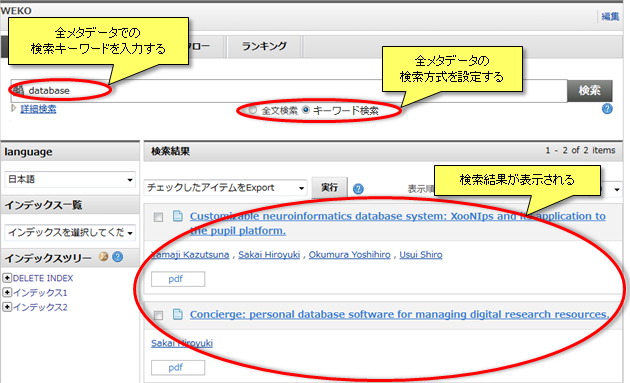 WEKO
編集
全メタデータでの
検索キーワードを入力する
フロー
ランキング
全メタデータの
検索方式を設定する
database
検索
詳細検索
全文検索 キーワード検索
language
検索結果
1 - 2 of 2 items
日本語
チェックしたアイテムをExport
実行
表示順
検索結果が表示される
インデックス一覧
インデックスを選択してくだ
インデックスツリー
DELETE INDEX
インデックス1
インデックス2
Customizable neuroinformatics database system: XooNIps and its application to
the pupil platform.
Yamaji Kazutsuna , Sakai Hiroyuki , Okumura Yoshihiro , Usui Shiro
pdf
Concierge: personal database software for managing digital research resources.
Sakai Hiroyuki
pdf